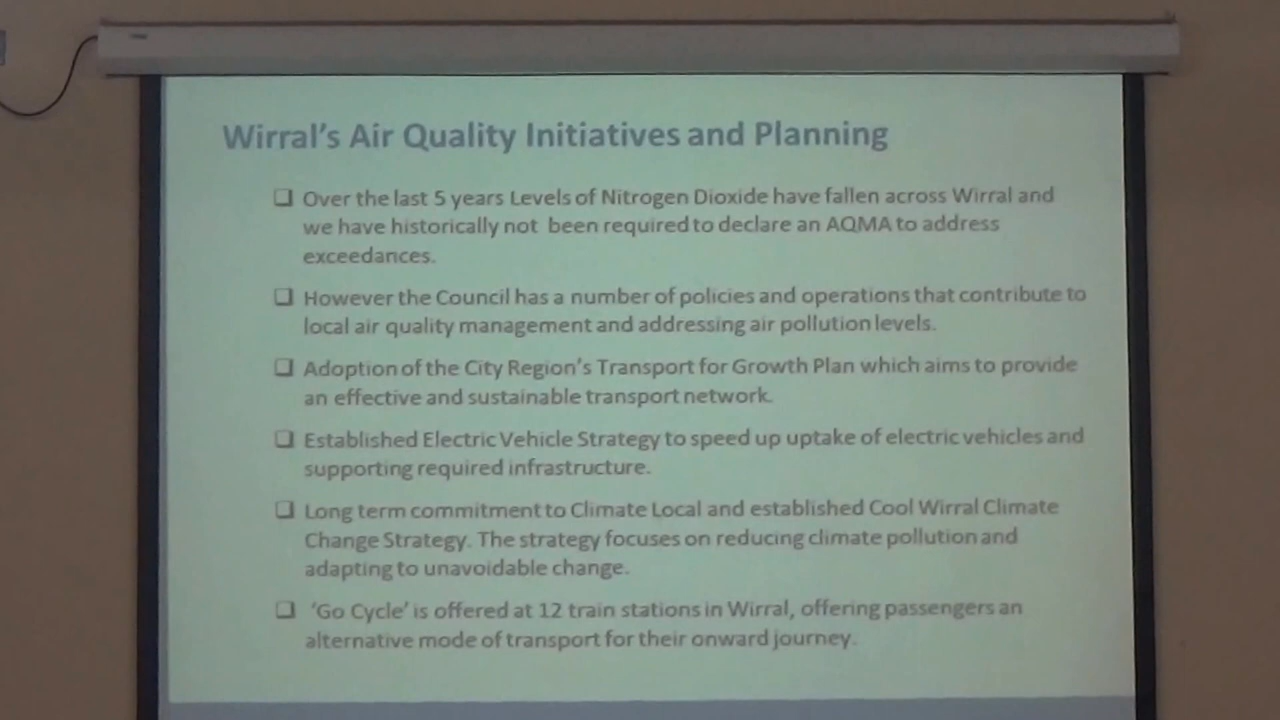 Wirral's Air Quality Initiatives and Planning
Over the last 5 years Levels of Nitrogen Dioxide have fallen across Wirral and
we have historically not been required to declare an AQMA to address
exceedances.
However the Council has a number of policies and operations that contribute to
local air quality management and addressing air pollution levels.
Adoption of the City Region's Transport for Growth Plan which aims to provide
an effective and sustainable transport network.
Established Electric Vehicle Strategy to speed up uptake of electric vehicles and
supporting required infrastructure.
Long term commitment to Climate Local and established Cool Wirral Climate
Change Strategy. The strategy focuses on reducing climate pollution and
adapting to unavoidable change.
'Go Cycle' is offered at 12 train stations in Wirral, offering passengers an
alternative mode of transport for their onward journey.